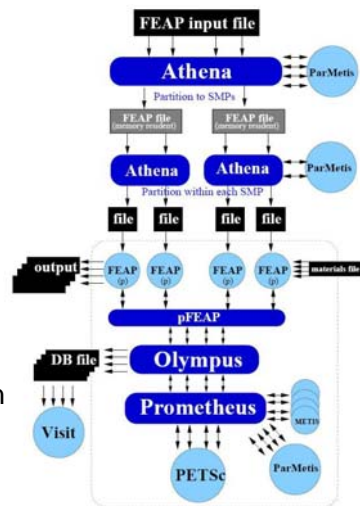 FEAP input file
Athena
ParMetis
Partition to SMPs
FEAP file
(memory resident)
FEAP file
(memory resident)
Athena
Athena
ParMetis
Partition within each SMP
file
file
file
file
output
FEAP
(p)
FEAP
(p)
FEAP
(p)
FEAP
(p)
materials file
pFEAP
DB file
Olympus
Prometheus
METIS
Visit
ParMetis
PETSc